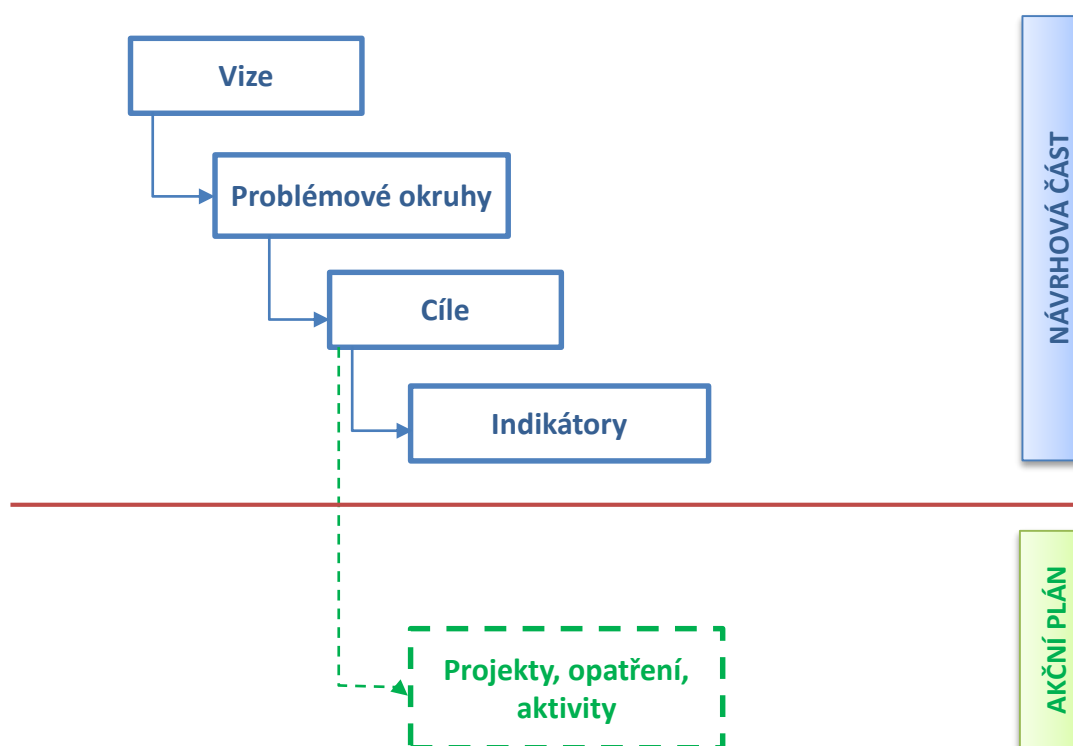 Vize
Problémové okruhy
Cíle
Indikátory
NÁVRHOVÁ ČÁST
Projekty, opatření,
aktivity
AKČNÍ PLÁN